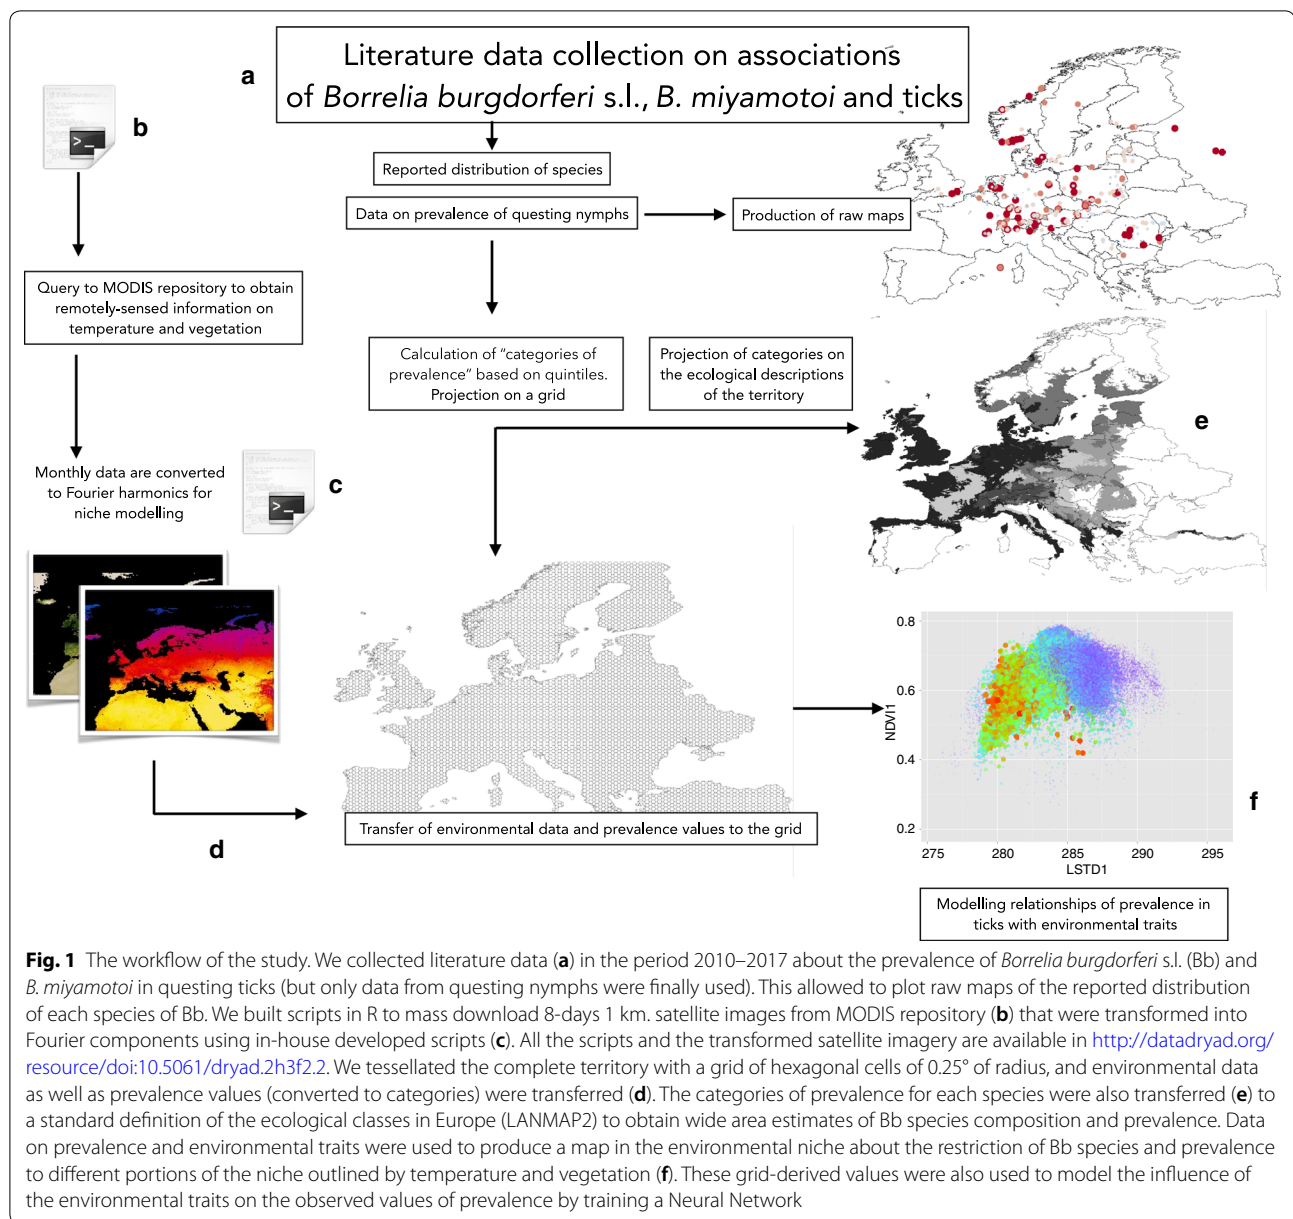 Literature data collection on associations
of Borrelia burgdorferi s.l., B. miyamotoi and ticks
a
b
>_
Reported distribution of species
Data on prevalence of questing nymphs
Production of raw maps
Query to MODIS repository to obtain
remotely-sensed information on
temperature and vegetation
Calculation of "categories of
prevalence" based on quintiles.
Projection on a grid
Projection of categories on
the ecological descriptions
of the territory
e
Monthly data are converted
to Fourier harmonics for
niche modelling
>_
c
d
Transfer of environmental data and prevalence values to the grid
0.8
0.6
0.4
0.2
NDVI1
275 280 285 290 295
LSTD1
f
Modelling relationships of prevalence in
ticks with environmental traits
Fig. 1 The workflow of the study. We collected literature data (a) in the period 2010–2017 about the prevalence of Borrelia burgdorferi s.l. (Bb) and
B. miyamotoi in questing ticks (but only data from questing nymphs were finally used). This allowed to plot raw maps of the reported distribution
of each species of Bb. We built scripts in R to mass download 8-days 1 km. satellite images from MODIS repository (b) that were transformed into
Fourier components using in-house developed scripts (c). All the scripts and the transformed satellite imagery are available in http://datadryad.org/
resource/doi:10.5061/dryad.2h3f2.2. We tessellated the complete territory with a grid of hexagonal cells of 0.25° of radius, and environmental data
as well as prevalence values (converted to categories) were transferred (d). The categories of prevalence for each species were also transferred (e) to
a standard definition of the ecological classes in Europe (LANMAP2) to obtain wide area estimates of Bb species composition and prevalence. Data
on prevalence and environmental traits were used to produce a map in the environmental niche about the restriction of Bb species and prevalence
to different portions of the niche outlined by temperature and vegetation (f). These grid-derived values were also used to model the influence of
the environmental traits on the observed values of prevalence by training a Neural Network